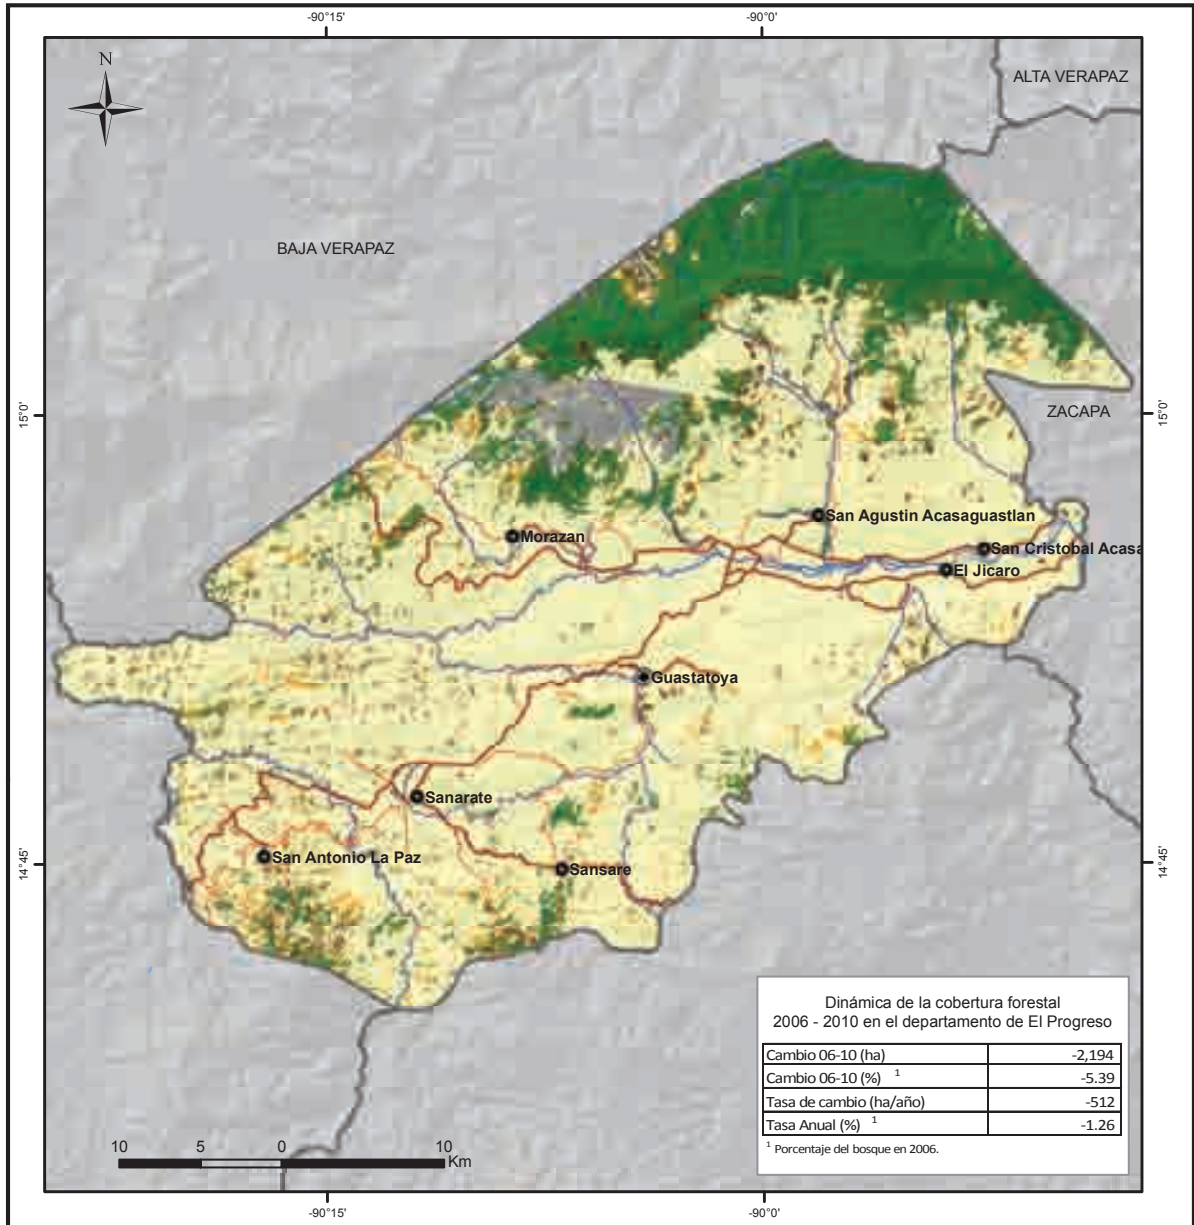 -90°15'
-90°0'
N
ALTA VERAPAZ
BAJA VERAPAZ
15°0'
15°0'
ZACAPA
San Agustin Acasaguastlan
Morazan
San Cristobal Acasa
El Jicaro
Guastatoya
Sanarate
San Antonio La Paz
Sansare
14°45'
14°45'
Dinámica de la cobertura forestal
2006 - 2010 en el departamento de El Progreso
Cambio 06-10 (ha) -2,194
Cambio 06-10 (%) 1 -5.39
Tasa de cambio (ha/año) -512
Tasa Anual (%) 1 -1.26
1 Porcentaje del bosque en 2006.
10 5 0 10
Km
-90°15'
-90°0'